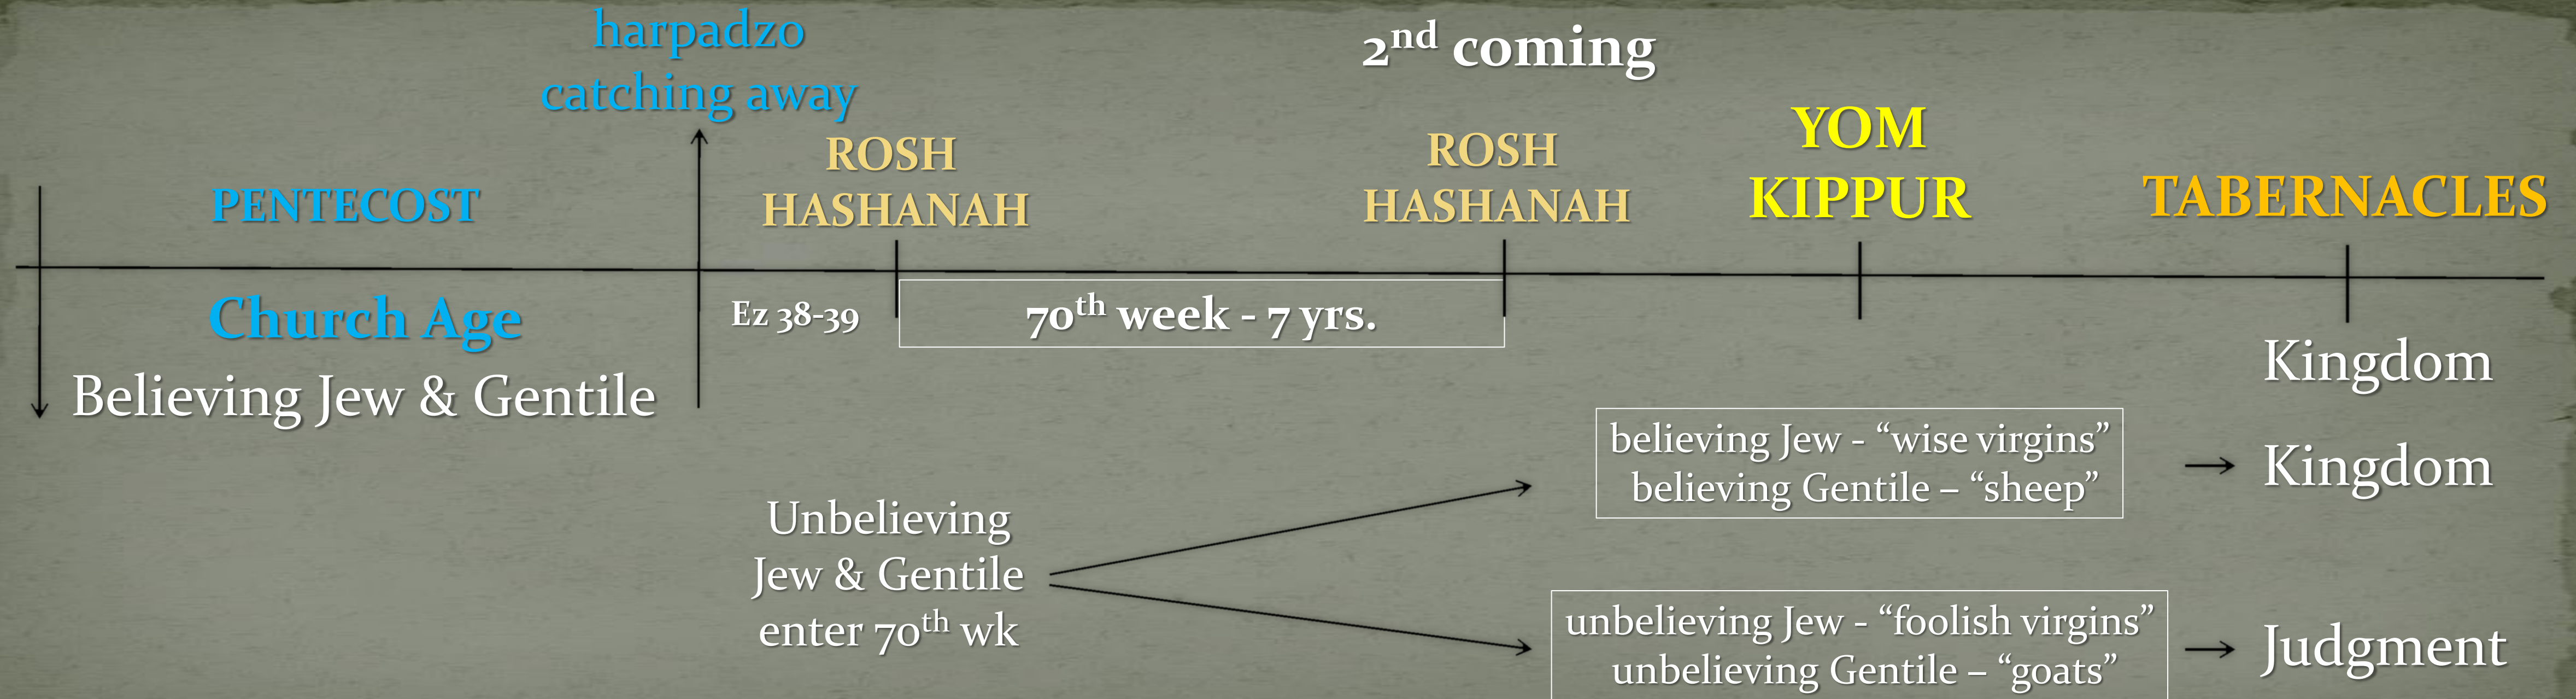 harpadzo
catching away
2nd coming
PENTECOST
ROSH
HASHANAH
ROSH
HASHANAH
YOM
KIPPUR
TABERNACLES
Church Age
Believing Jew & Gentile
Ez 38-39
70th week - 7 yrs.
Kingdom
Unbelieving
Jew & Gentile
enter 70th wk
believing Jew - “wise virgins”
believing Gentile – “sheep”
Kingdom
unbelieving Jew - “foolish virgins”
unbelieving Gentile – “goats”
Judgment